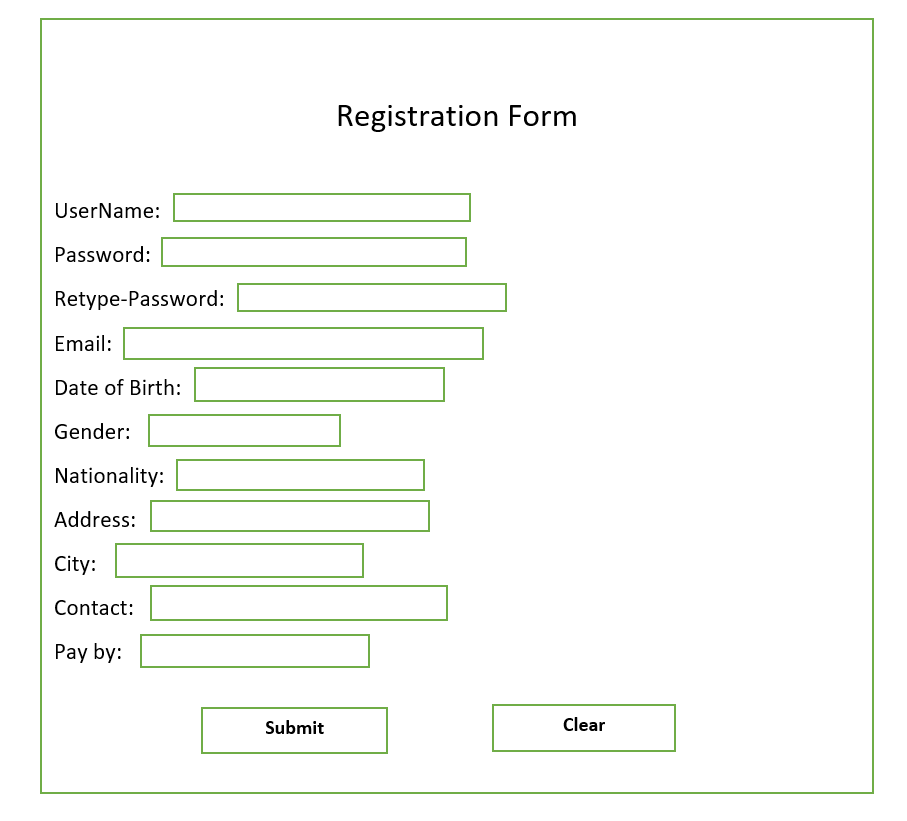 Registration Form
UserName:
Password:
Retype-Password:
Email:
Date of Birth:
Gender:
Nationality:
Address:
City:
Contact:
Pay by:
Submit Clear